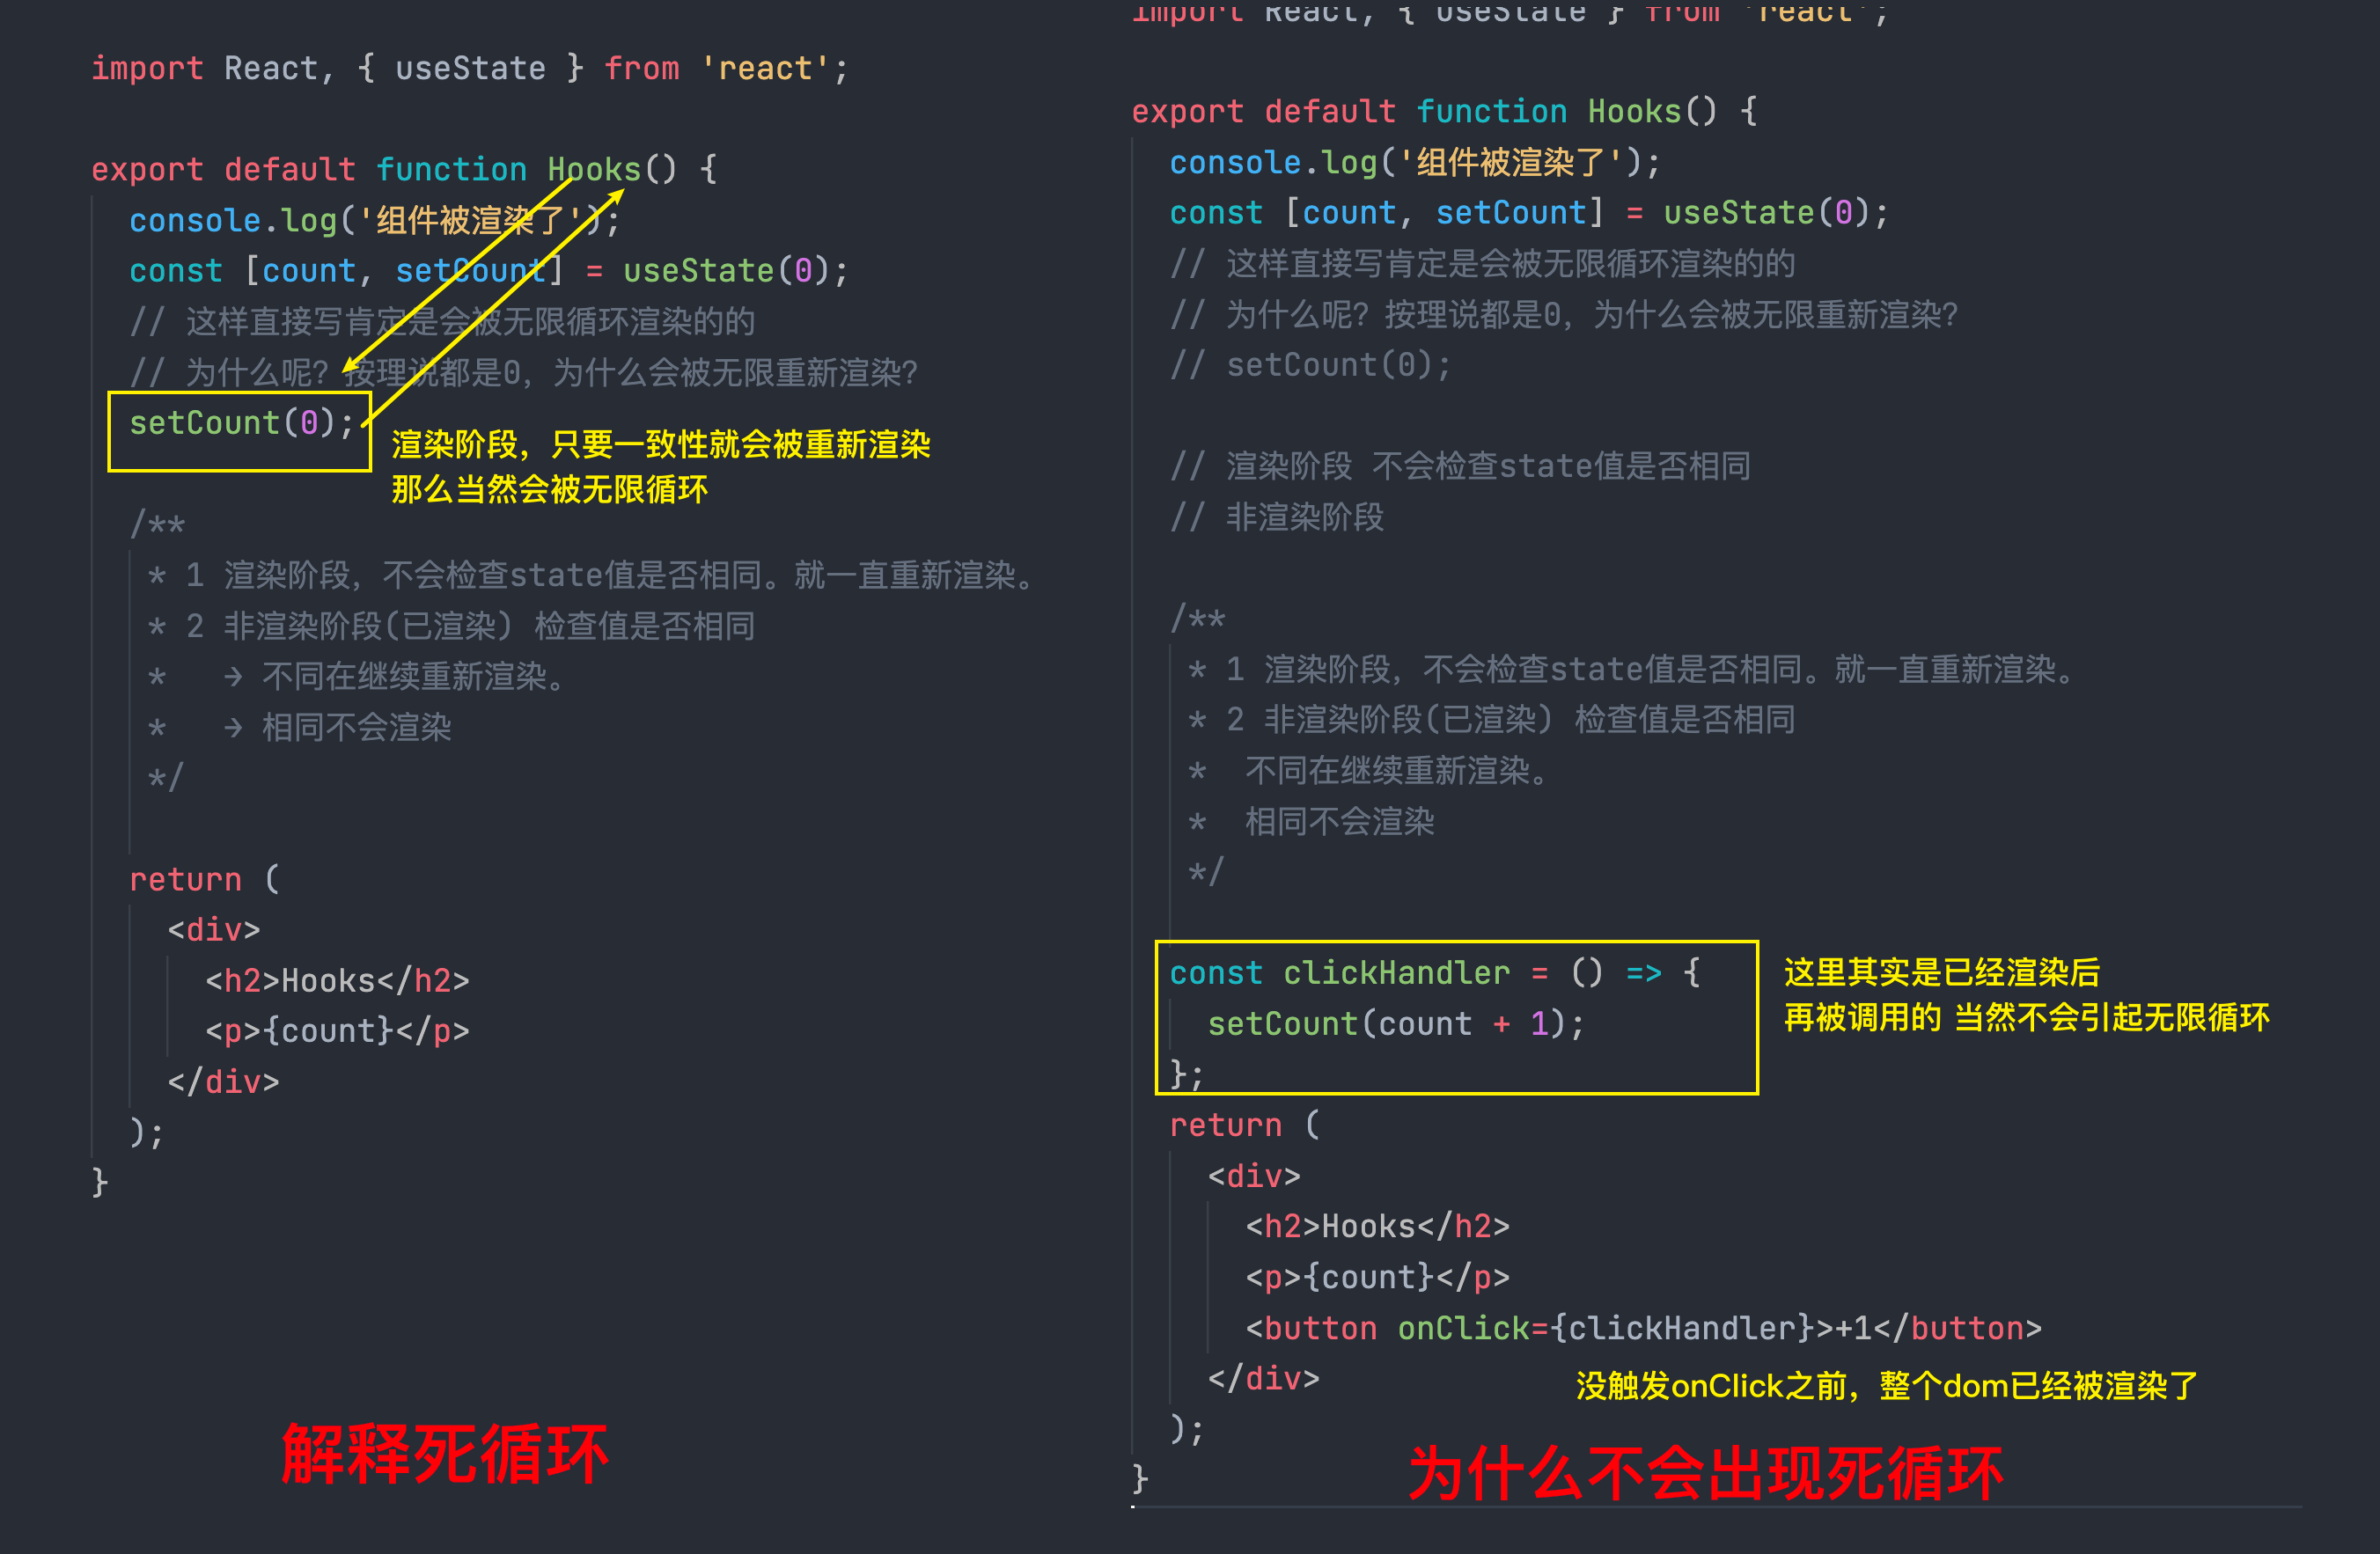 import React, { useState } from 'react';
export default function Hooks() {
console.log('组件被渲染了');
const [count, setCount] = useState(0);
// 这样直接写肯定是会被无限循环渲染的的
// 为什么呢？按理说都是0，为什么会被无限重新渲染？
setCount(0);
渲染阶段，只要一致性就会被重新渲染
那么当然会被无限循环
/**
* 1 渲染阶段，不会检查state值是否相同。就一直重新渲染。
* 2 非渲染阶段(已渲染) 检查值是否相同
* → 不同在继续重新渲染。
* → 相同不会渲染
*/
return (
<div>
<h2>Hooks</h2>
<p>{count}</p>
</div>
);
}
解释死循环
import React, { useState } from 'react';
export default function Hooks() {
console.log('组件被渲染了');
const [count, setCount] = useState(0);
// 这样直接写肯定是会被无限循环渲染的的
// 为什么呢？按理说都是0，为什么会被无限重新渲染？
// setCount(0);
// 渲染阶段 不会检查state值是否相同
// 非渲染阶段
/**
* 1 渲染阶段，不会检查state值是否相同。就一直重新渲染。
* 2 非渲染阶段(已渲染) 检查值是否相同
* 不同在继续重新渲染。
* 相同不会渲染
*/
const clickHandler = () => {
setCount(count + 1);
};
这里其实是已经渲染后
再被调用的 当然不会引起无限循环
return (
<div>
<h2>Hooks</h2>
<p>{count}</p>
<button onClick={clickHandler}>+1</button>
</div>
没触发onClick之前，整个dom已经被渲染了
);
}
为什么不会出现死循环